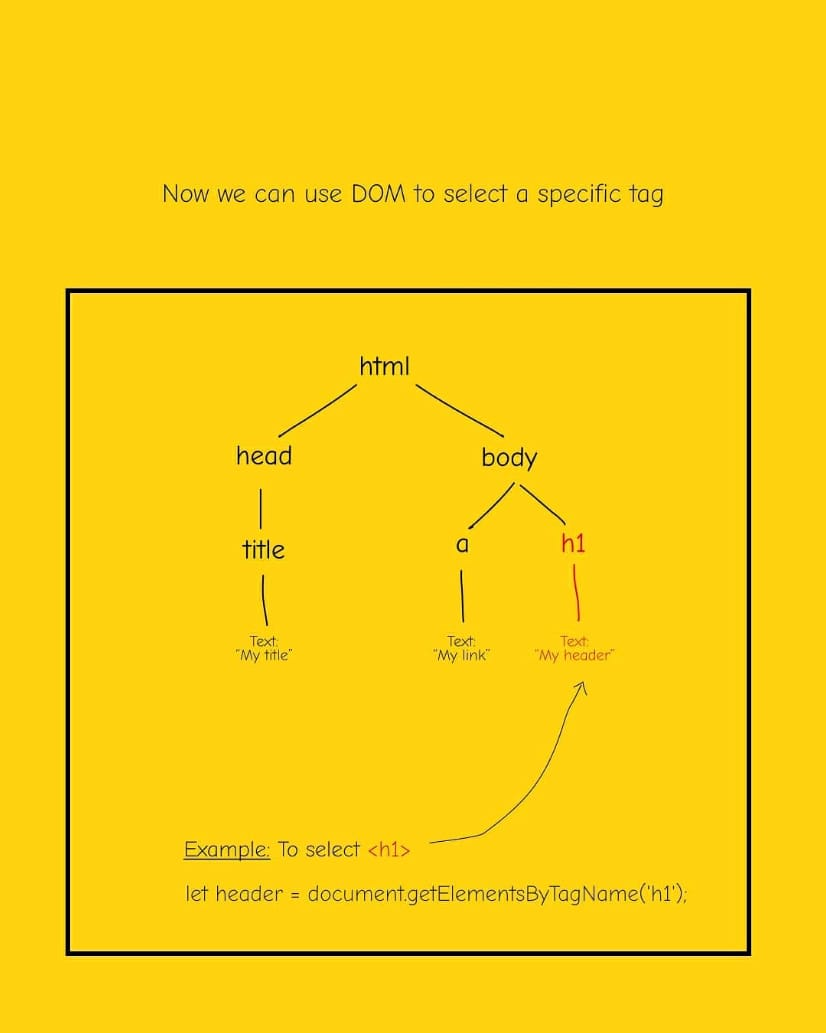 Now we can use DOM to select a specific tag
html
head
body
title
a
h1
Text:
"My title"
Text:
"My link"
Text:
"My header"
Example: To select <h1>
let header = document.getElementsByTagName('h1');